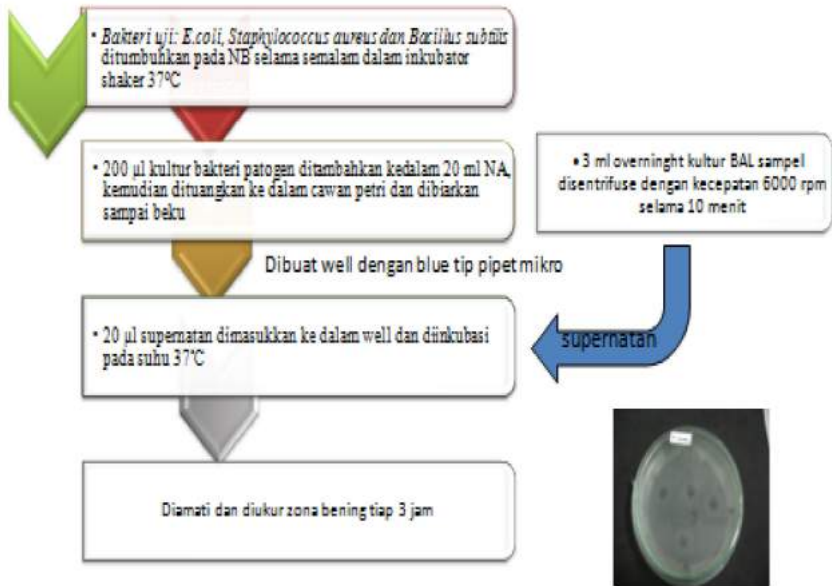 • Bakteri uji: E.coli, Staphylococcus aureus dan Bacillus subtilis
ditumbuhkan pada NB selama semalam dalam inkubator
shaker 37⁰C
• 200 µl kultur bakteri patogen ditambahkan kedalam 20 ml NA,
kemudian dituangkan ke dalam cawan petri dan dibiarkan
sampai beku
• 3 ml overninght kultur BAL sampel
disentrifuse dengan kecepatan 6000 rpm
selama 10 menit
Dibuat well dengan blue tip pipet mikro
• 20 µl supernatan dimasukkan ke dalam well dan diinkubasi
pada suhu 37°C
supernatan
Diamati dan diukur zona bening tiap 3 jam